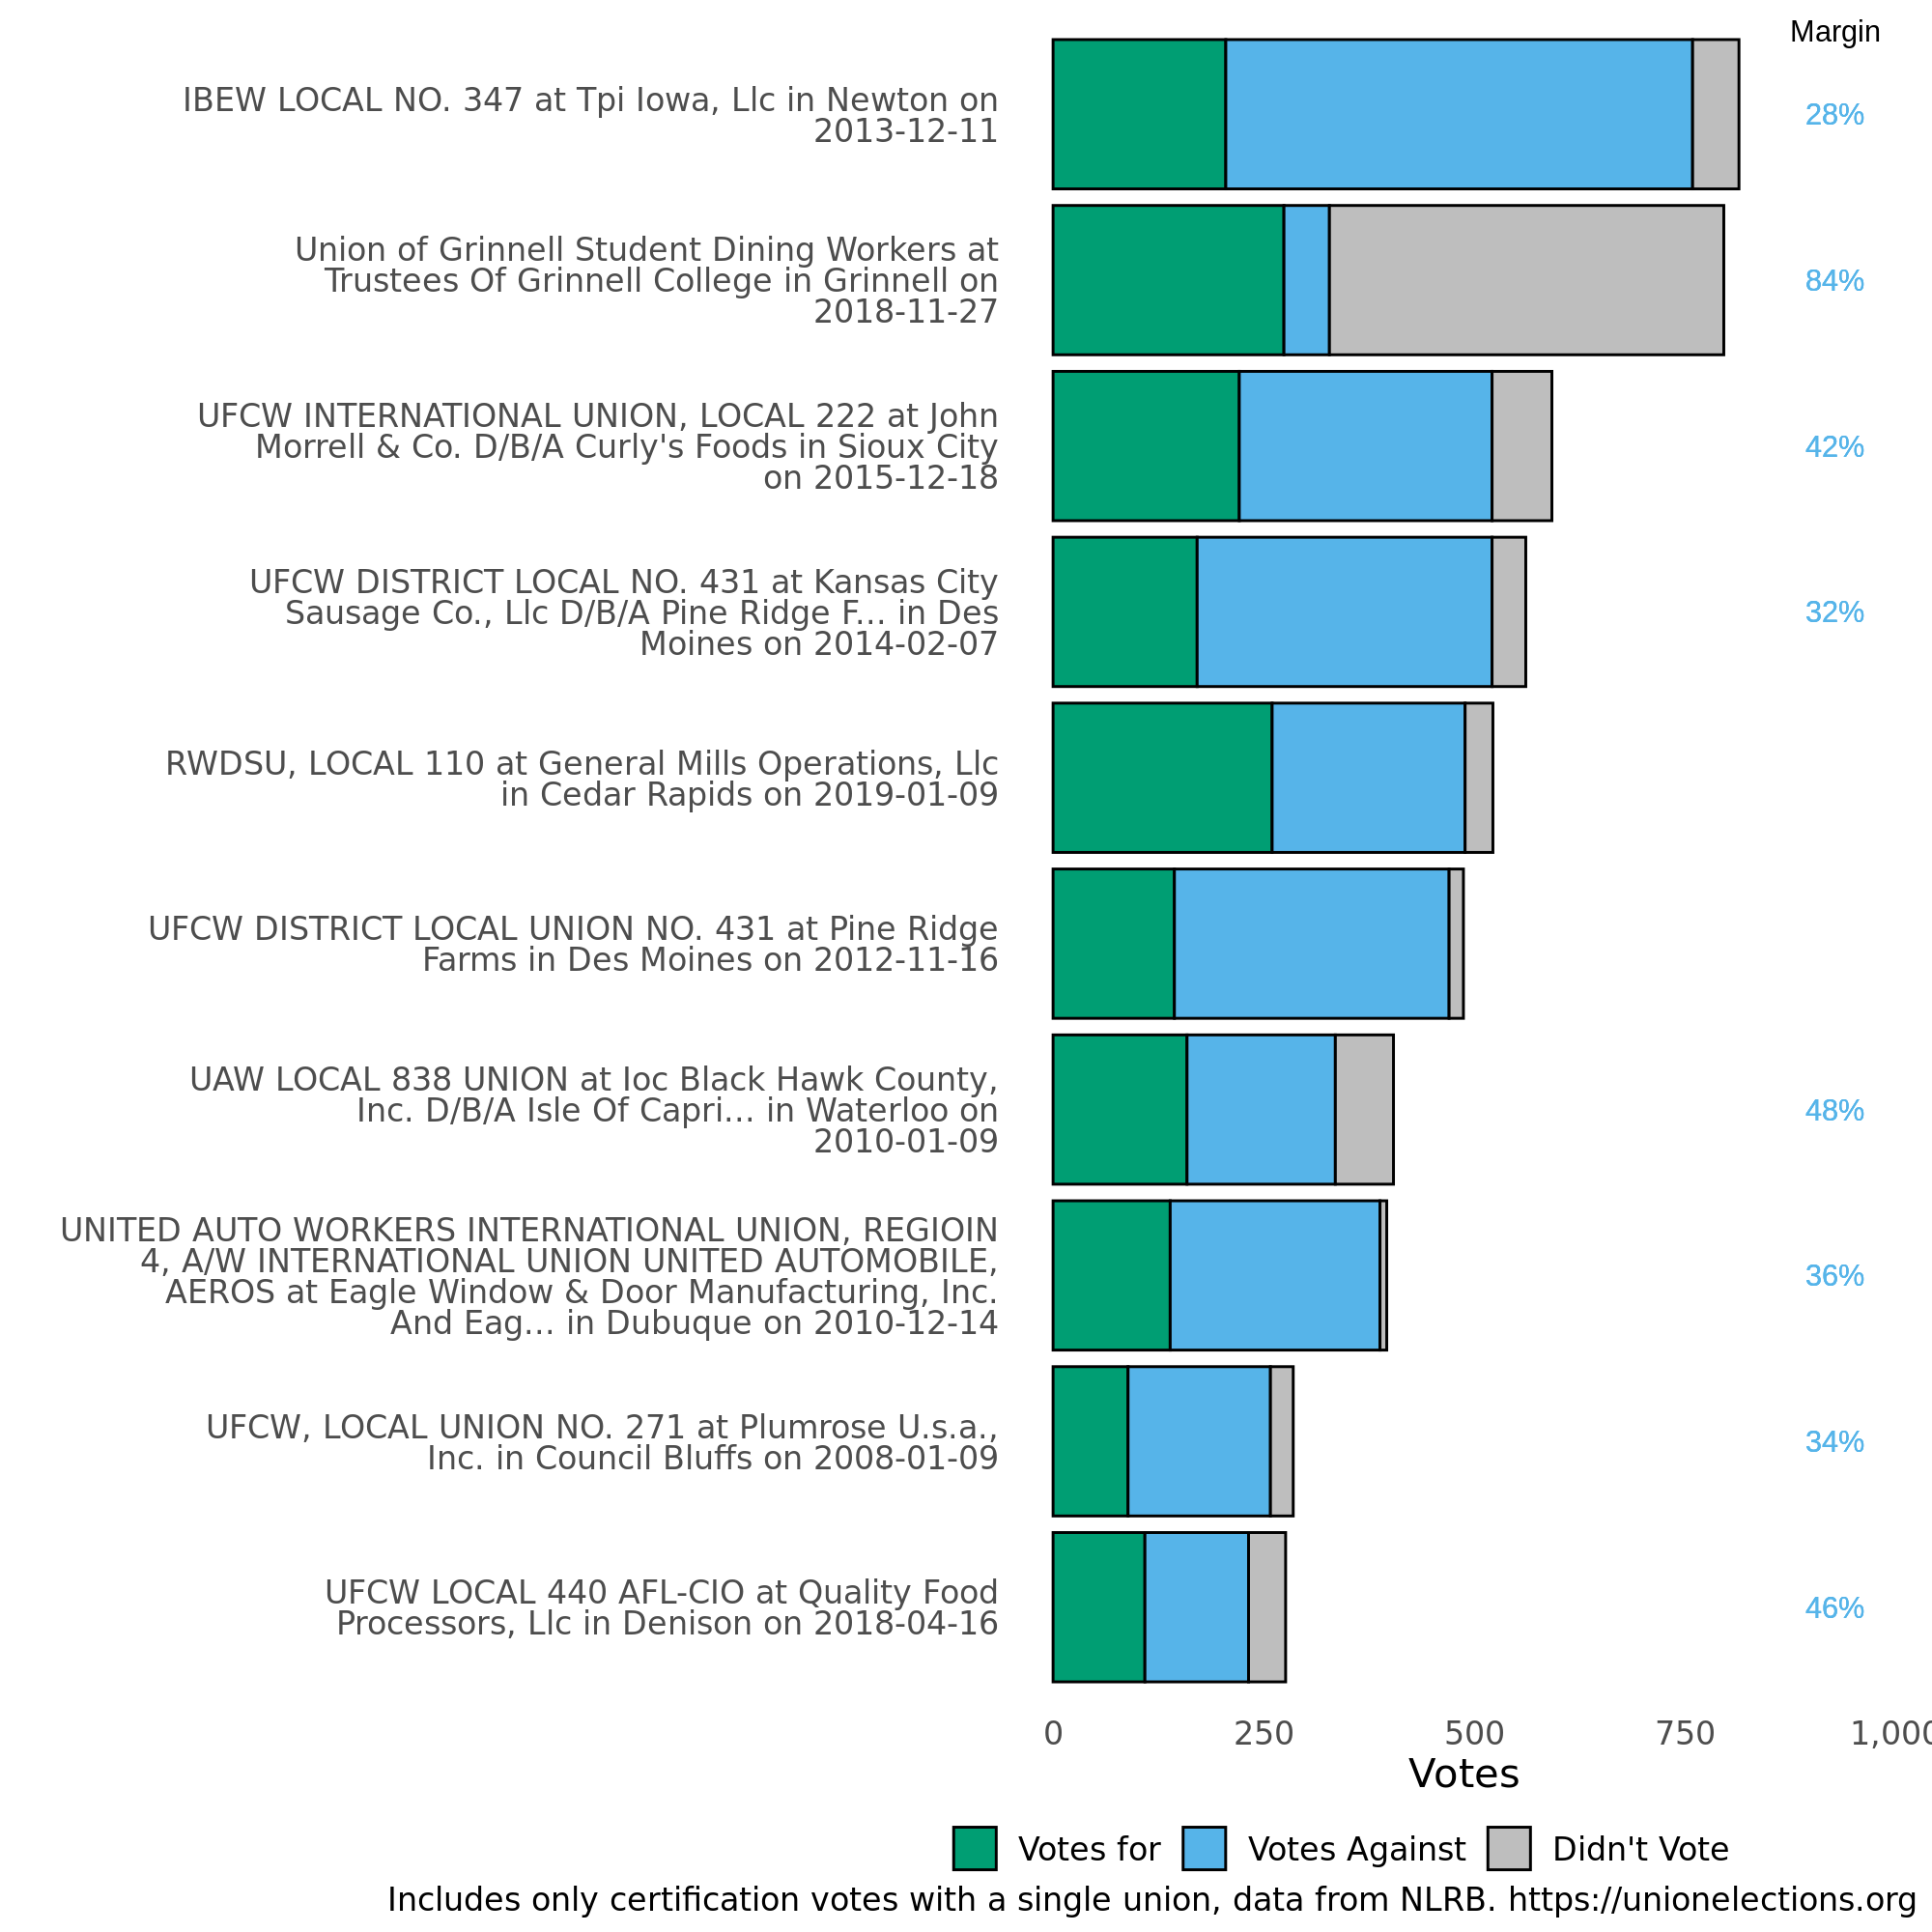 Margin
IBEW LOCAL NO. 347 at Tpi Iowa, Llc in Newton on
2013-12-11
28%
Union of Grinnell Student Dining Workers at
Trustees Of Grinnell College in Grinnell on
2018-11-27
84%
UFCW INTERNATIONAL UNION, LOCAL 222 at John
Morrell & Co. D/B/A Curly's Foods in Sioux City
on 2015-12-18
42%
UFCW DISTRICT LOCAL NO. 431 at Kansas City
Sausage Co., Llc D/B/A Pine Ridge F... in Des
Moines on 2014-02-07
32%
RWDSU, LOCAL 110 at General Mills Operations, Llc
in Cedar Rapids on 2019-01-09
UFCW DISTRICT LOCAL UNION NO. 431 at Pine Ridge
Farms in Des Moines on 2012-11-16
UAW LOCAL 838 UNION at Ioc Black Hawk County,
Inc. D/B/A Isle Of Capri... in Waterloo on
2010-01-09
48%
UNITED AUTO WORKERS INTERNATIONAL UNION, REGIOIN
4, A/W INTERNATIONAL UNION UNITED AUTOMOBILE,
AEROS at Eagle Window & Door Manufacturing, Inc.
And Eag... in Dubuque on 2010-12-14
36%
UFCW, LOCAL UNION NO. 271 at Plumrose U.s.a.,
Inc. in Council Bluffs on 2008-01-09
34%
UFCW LOCAL 440 AFL-CIO at Quality Food
Processors, Llc in Denison on 2018-04-16
46%
0 250 500 750 1,000
Votes
Votes for Votes Against Didn't Vote
Includes only certification votes with a single union, data from NLRB. https://unionelections.org